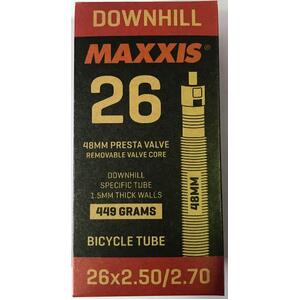 DOWNHILL
MAXXIS®
26
48MM PRESTA VALVE
REMOVABLE VALVE CORE
DOWNHILL
SPECIFIC TUBE
1.5MM THICK WALLS
449 GRAMS
48MM
BICYCLE TUBE
26x2.50/2.70